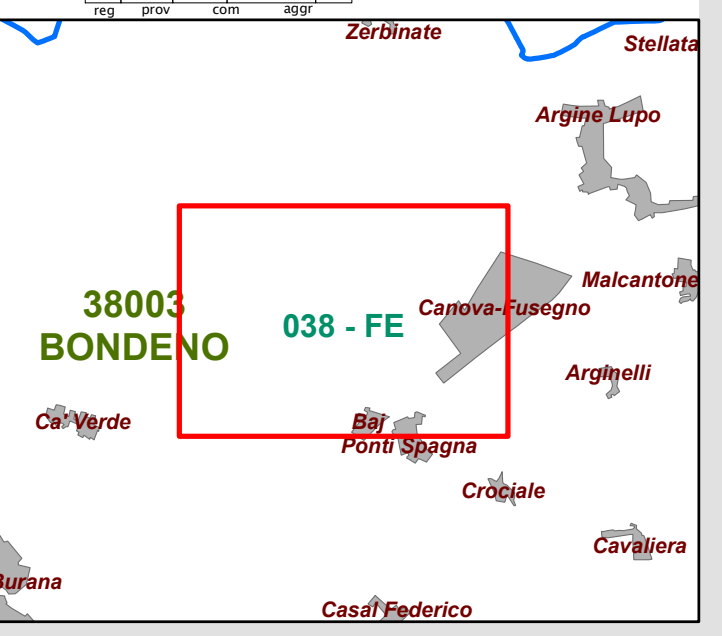 reg prov com aggr
Zerbinate
Stellata
Argine Lupo
Malcantone
38003
BONDENO
038 - FE
Canova-Fusegno
Arginelli
Ca' Verde
Baj
Ponti Spagna
Crociale
Cavaliera
Burana
Casal Federico